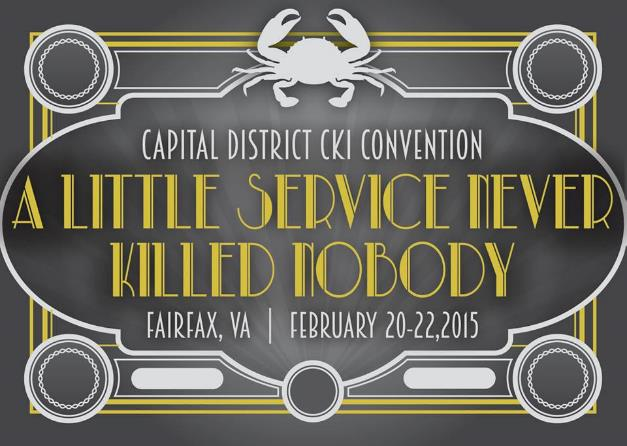 CAPITAL DISTRICT CKI CONVENTION
A LITTLE SERVICE NEVER
KILLED NOBODY
FAIRFAX, VA | FEBRUARY 20-22,2015